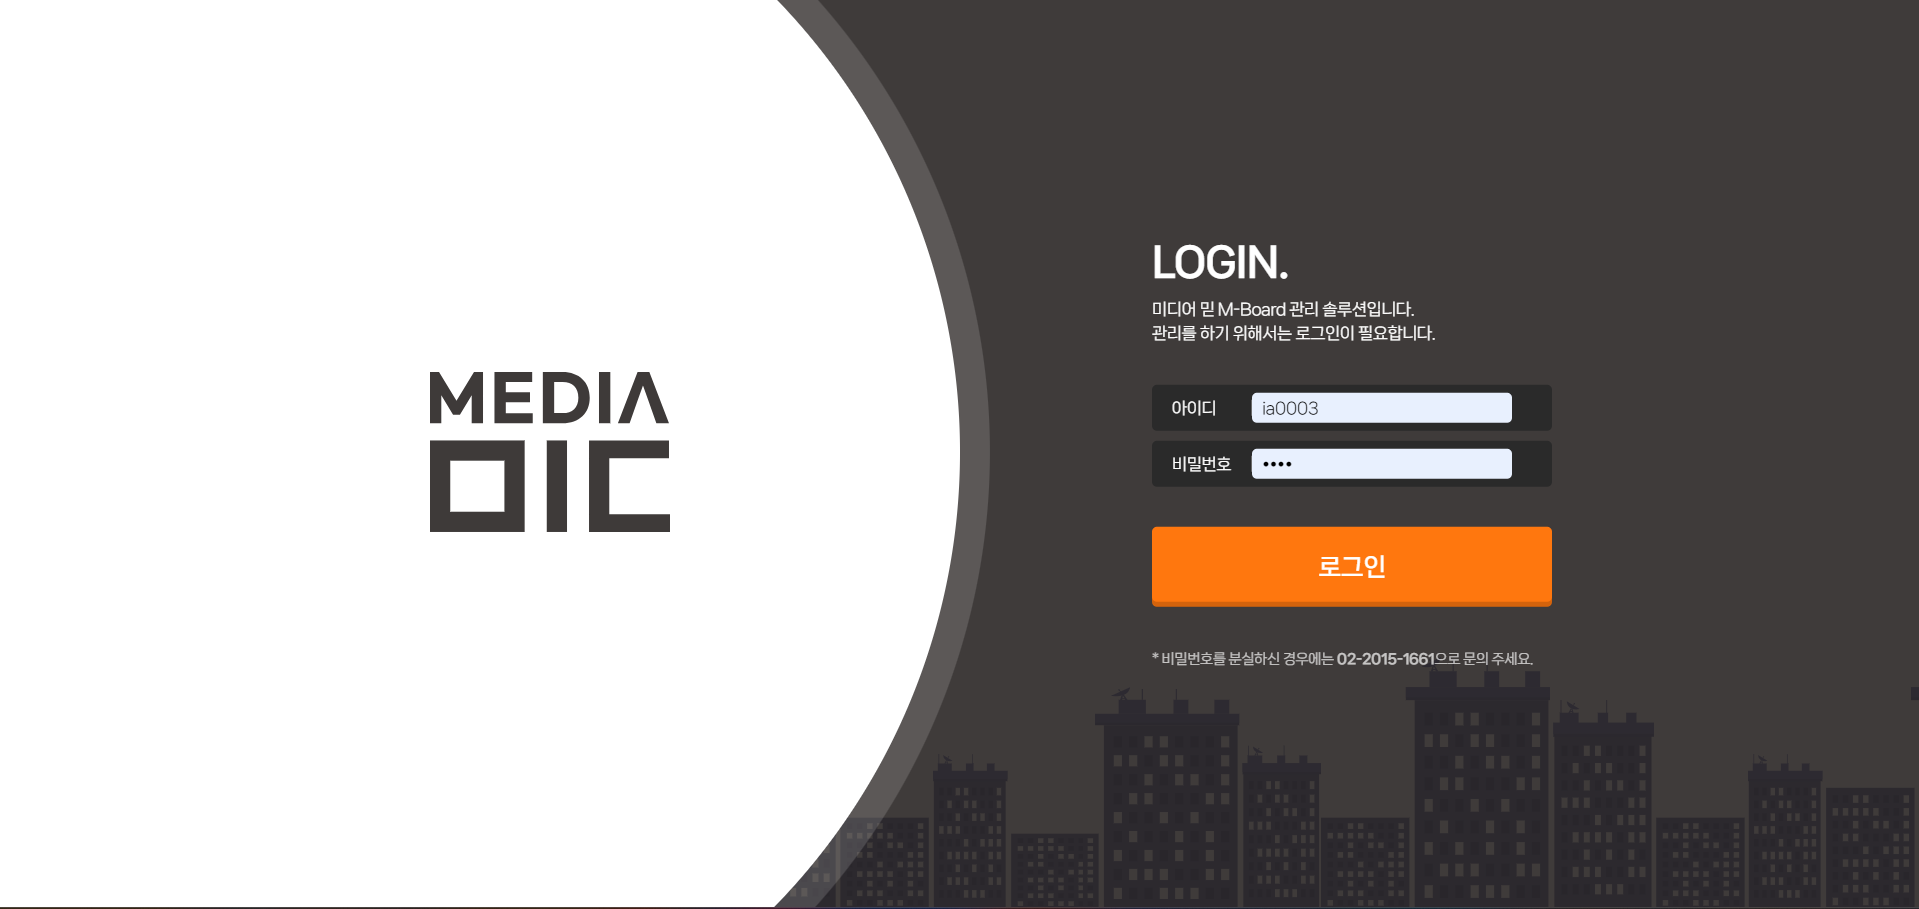 MEDIA
믿
LOGIN.
미디어 믿 M-Board 관리 솔루션입니다.
관리를 하기 위해서는 로그인이 필요합니다.
아이디 ia0003
비밀번호 ••••
로그인
* 비밀번호를 분실하신 경우에는 02-2015-1661으로 문의 주세요.